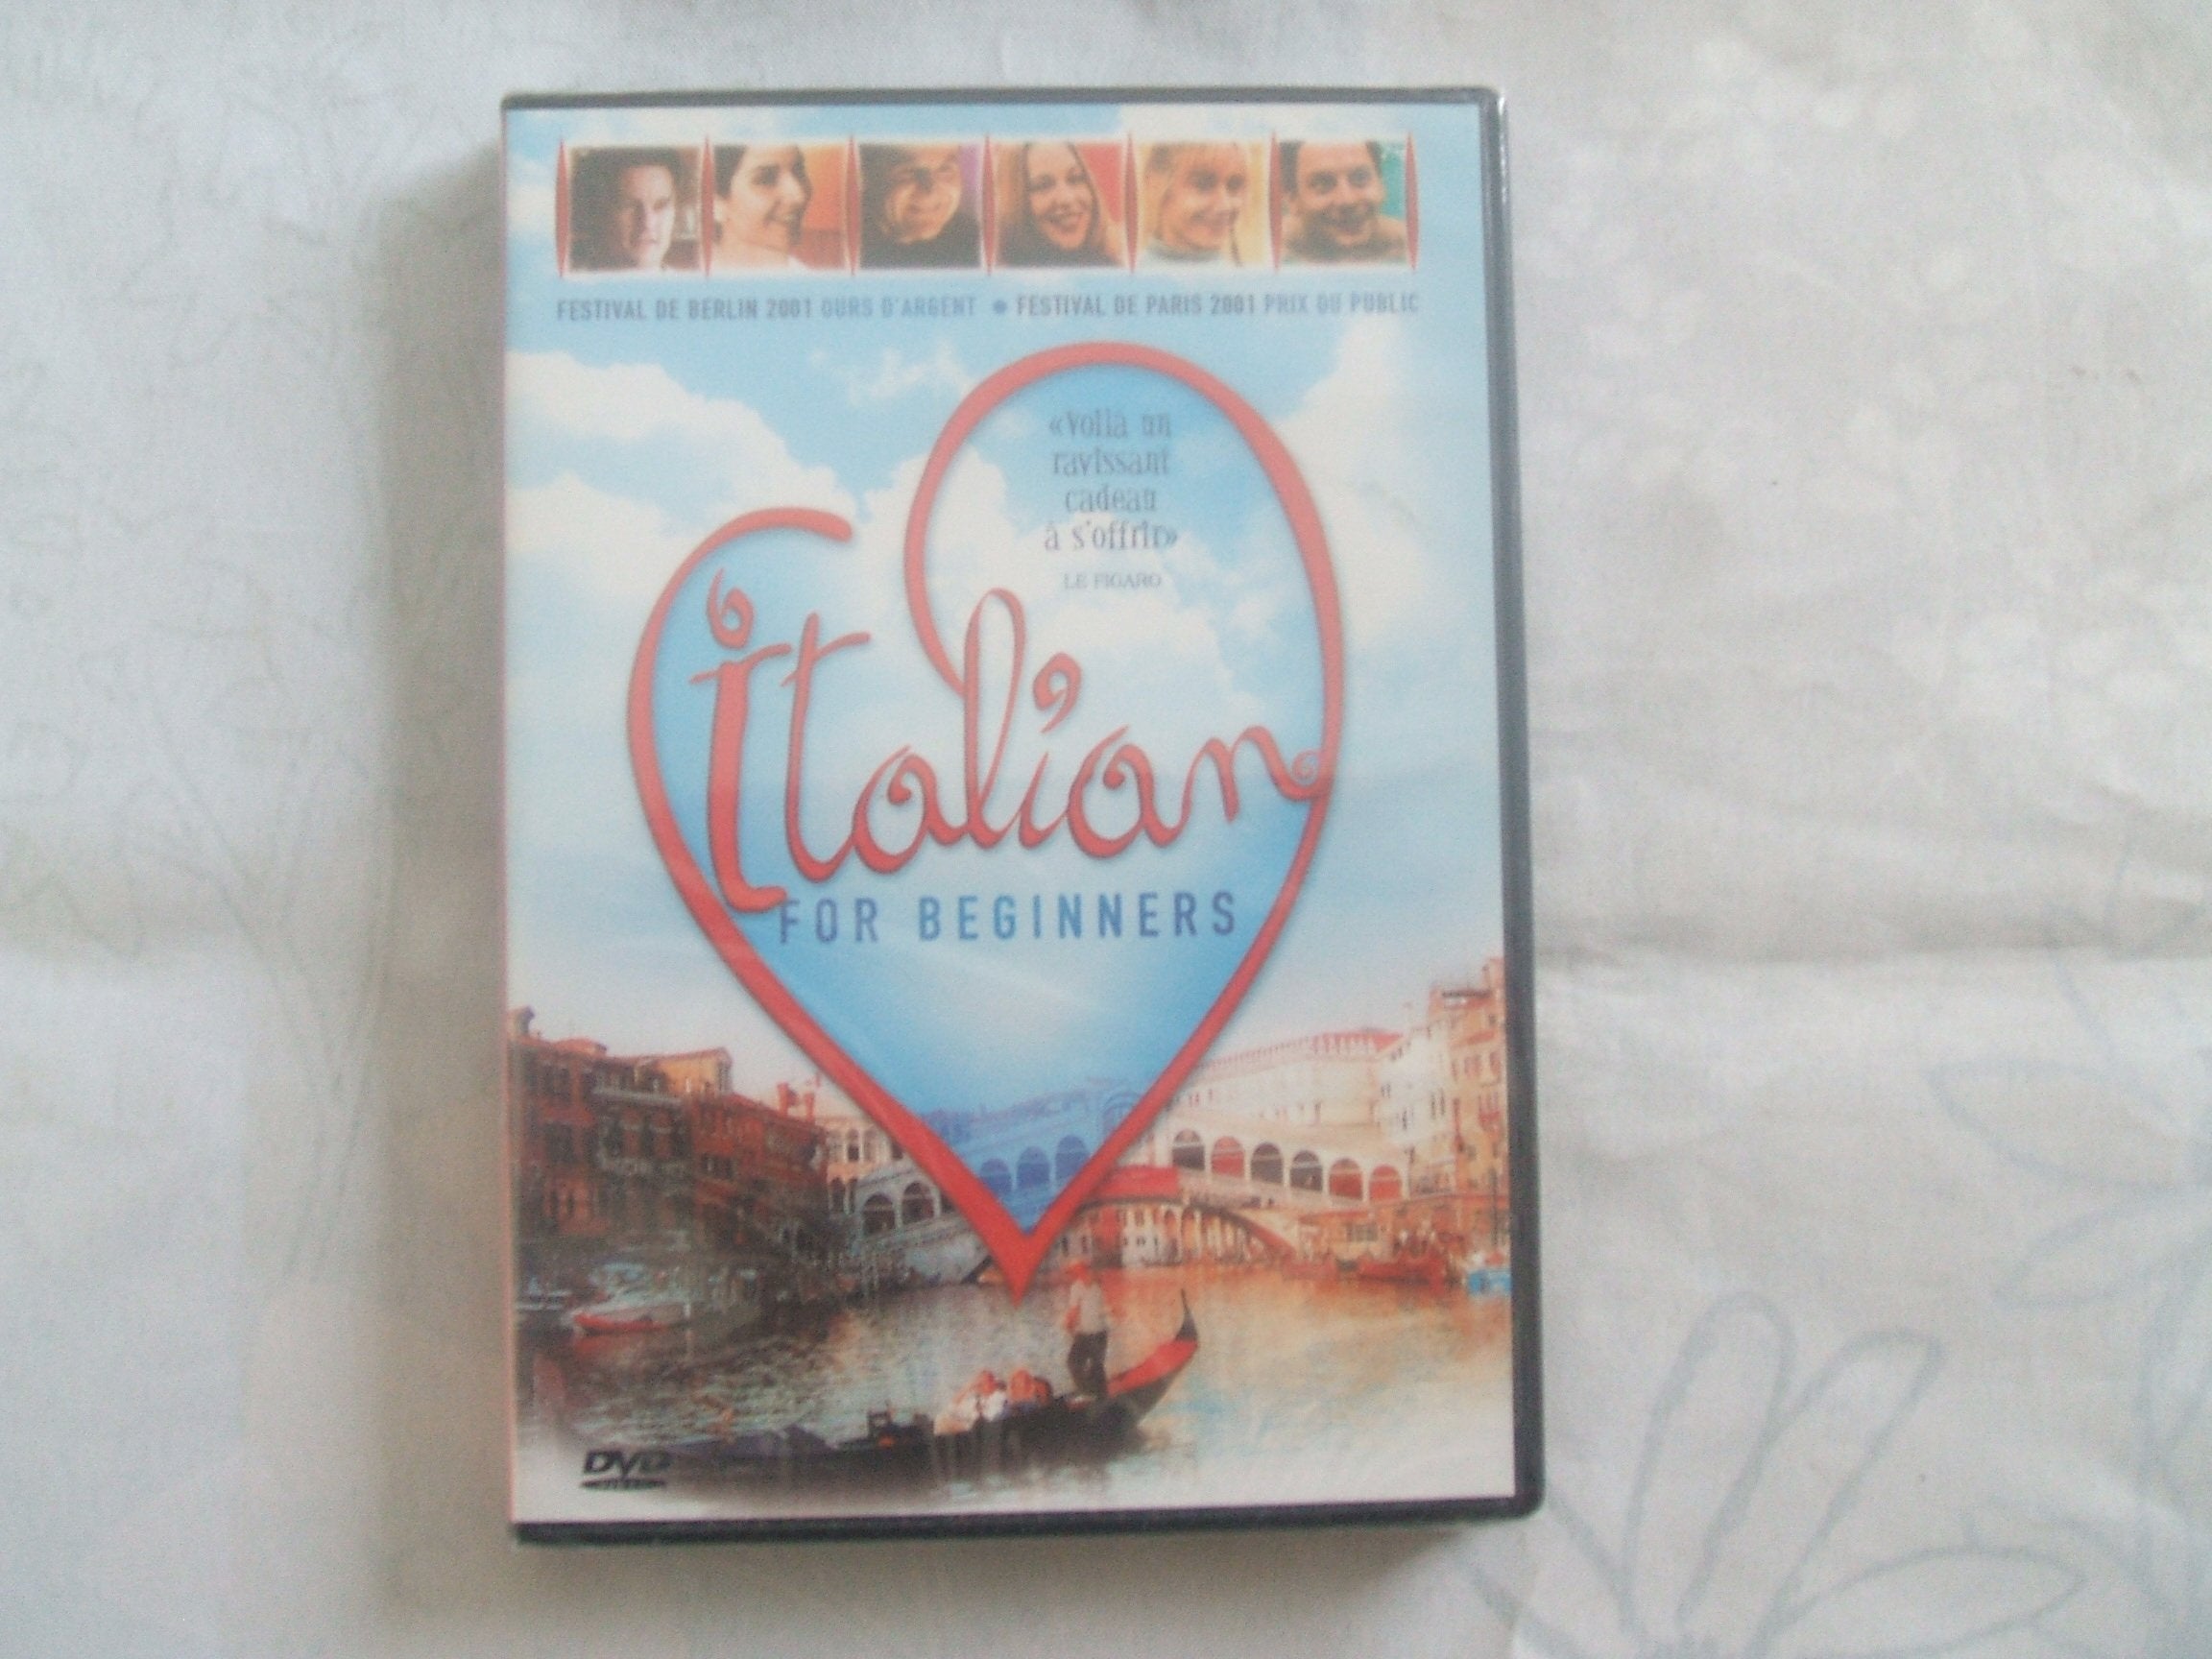 FESTIVAL DE BERLIN 2001 OURS D'ARGENT • FESTIVAL DE PARIS 2001 PRIX DU PUBLIC
«Voilà un
ravissant
cadeau
à s'offrir»
LE FIGARO
Italian
FOR BEGINNERS
DVD
VIDEO